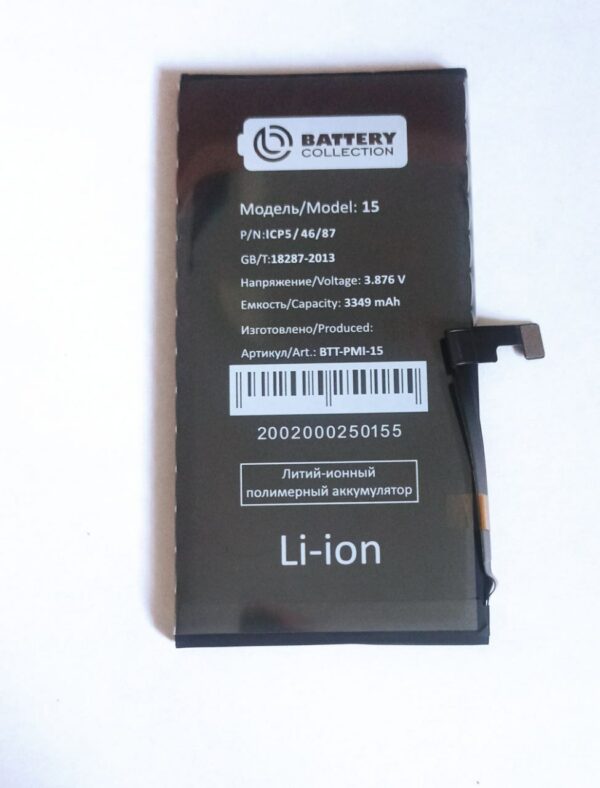 BATTERY
COLLECTION
Модель/Model: 15
P/N:ICP5/46/87
GB/T:18287-2013
Напряжение/Voltage: 3.876 V
Емкость/Capacity: 3349 mAh
Изготовлено/Produced:
Артикул/Art.: BTT-PMI-15
2002000250155
Литий-ионный
полимерный аккумулятор
Li-ion